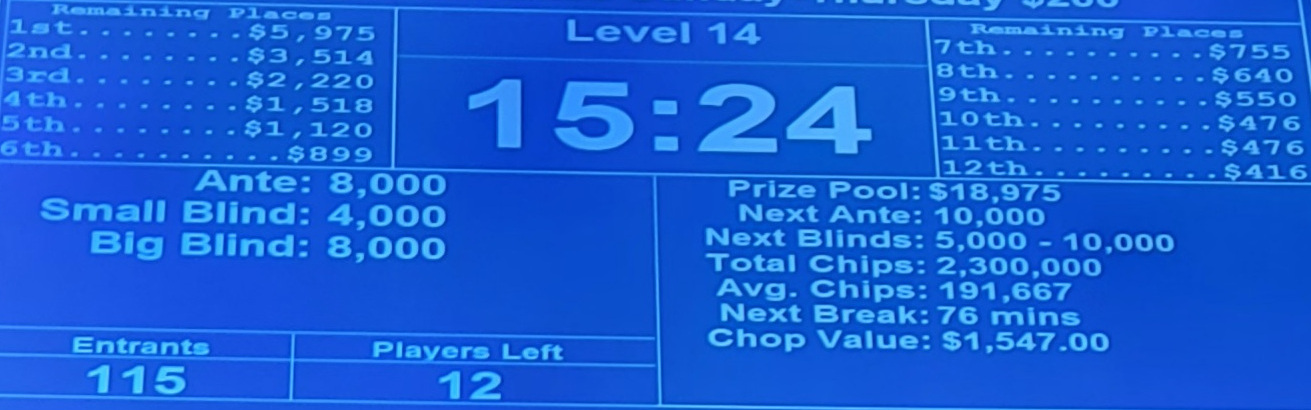 Thursday $200
Remaining Places
1st........$5,975
2nd........$3,514
3rd........$2,220
4th........$1,518
5th........$1,120
6th..........$899
Level 14
15:24
Remaining Places
7th..........$755
8th..........$640
9th..........$550
10th.........$476
11th.........$476
12th.........$416
Ante: 8,000
Small Blind: 4,000
Big Blind: 8,000
Prize Pool: $18,975
Next Ante: 10,000
Next Blinds: 5,000 - 10,000
Total Chips: 2,300,000
Avg. Chips: 191,667
Next Break: 76 mins
Chop Value: $1,547.00
Entrants
115
Players Left
12